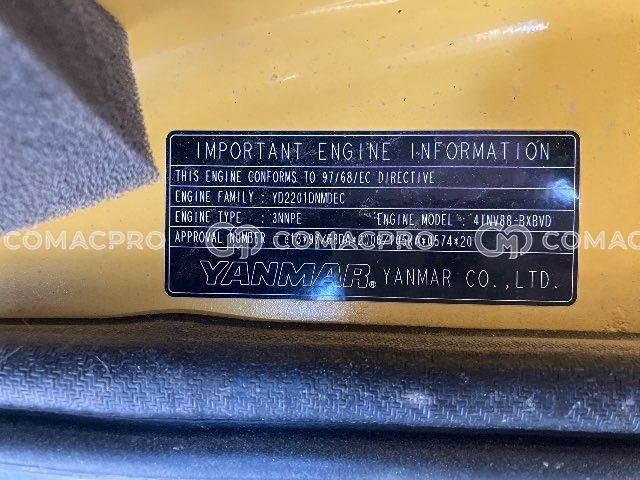 IMPORTANT ENGINE INFORMATION
THIS ENGINE CONFORMS TO 97/68/EC DIRECTIVE
ENGINE FAMILY : YD2201DNMDEC
ENGINE TYPE : 3NNPE ENGINE MODEL : 4TNV88-BXBVD
APPROVAL NUMBER
COMACPRO COMACPRO COMACPRO
YANMAR® YANMAR CO.,LTD.